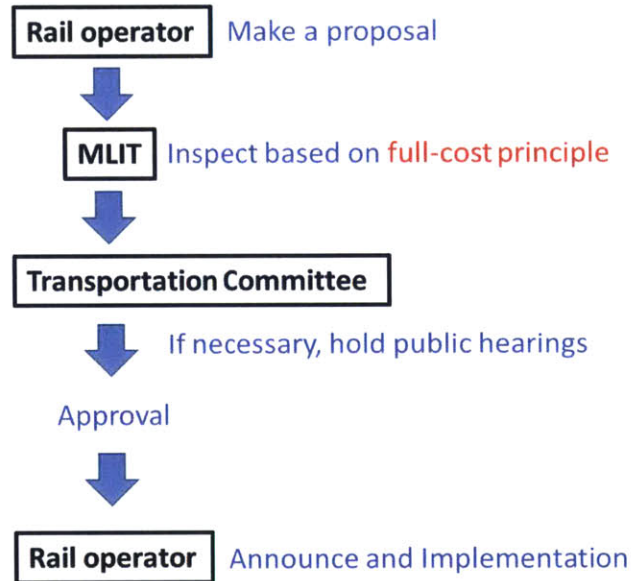 Rail operator Make a proposal
MLIT Inspect based on full-cost principle
Transportation Committee
If necessary, hold public hearings
Approval
Rail operator Announce and Implementation